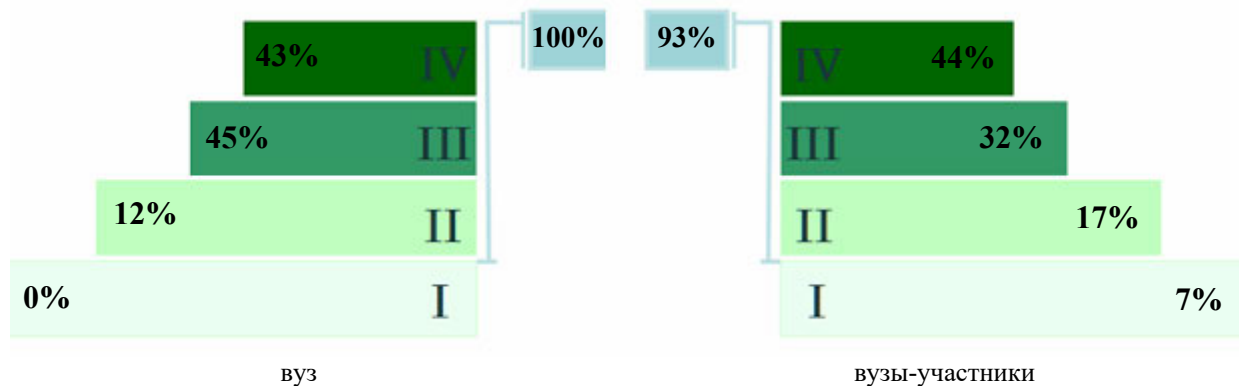 100% 93%
43% IV IV 44%
45% III III 32%
12% II II 17%
0% I I 7%
вуз вузы-участники